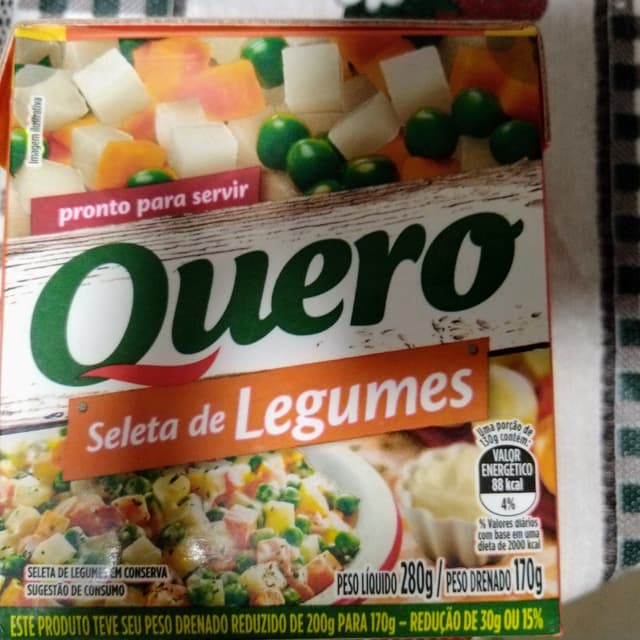 Imagem ilustrativa
pronto para servir
Quero
Seleta de Legumes
Uma porção de
130g contém:
VALOR
ENERGÉTICO
88 kcal
4%
% Valores diários
com base em uma
dieta de 2000 kcal
SELETA DE LEGUMES EM CONSERVA
SUGESTÃO DE CONSUMO
PESO LÍQUIDO 280g / PESO DRENADO 170g
ESTE PRODUTO TEVE SEU PESO DRENADO REDUZIDO DE 200g PARA 170g – REDUÇÃO DE 30g OU 15%